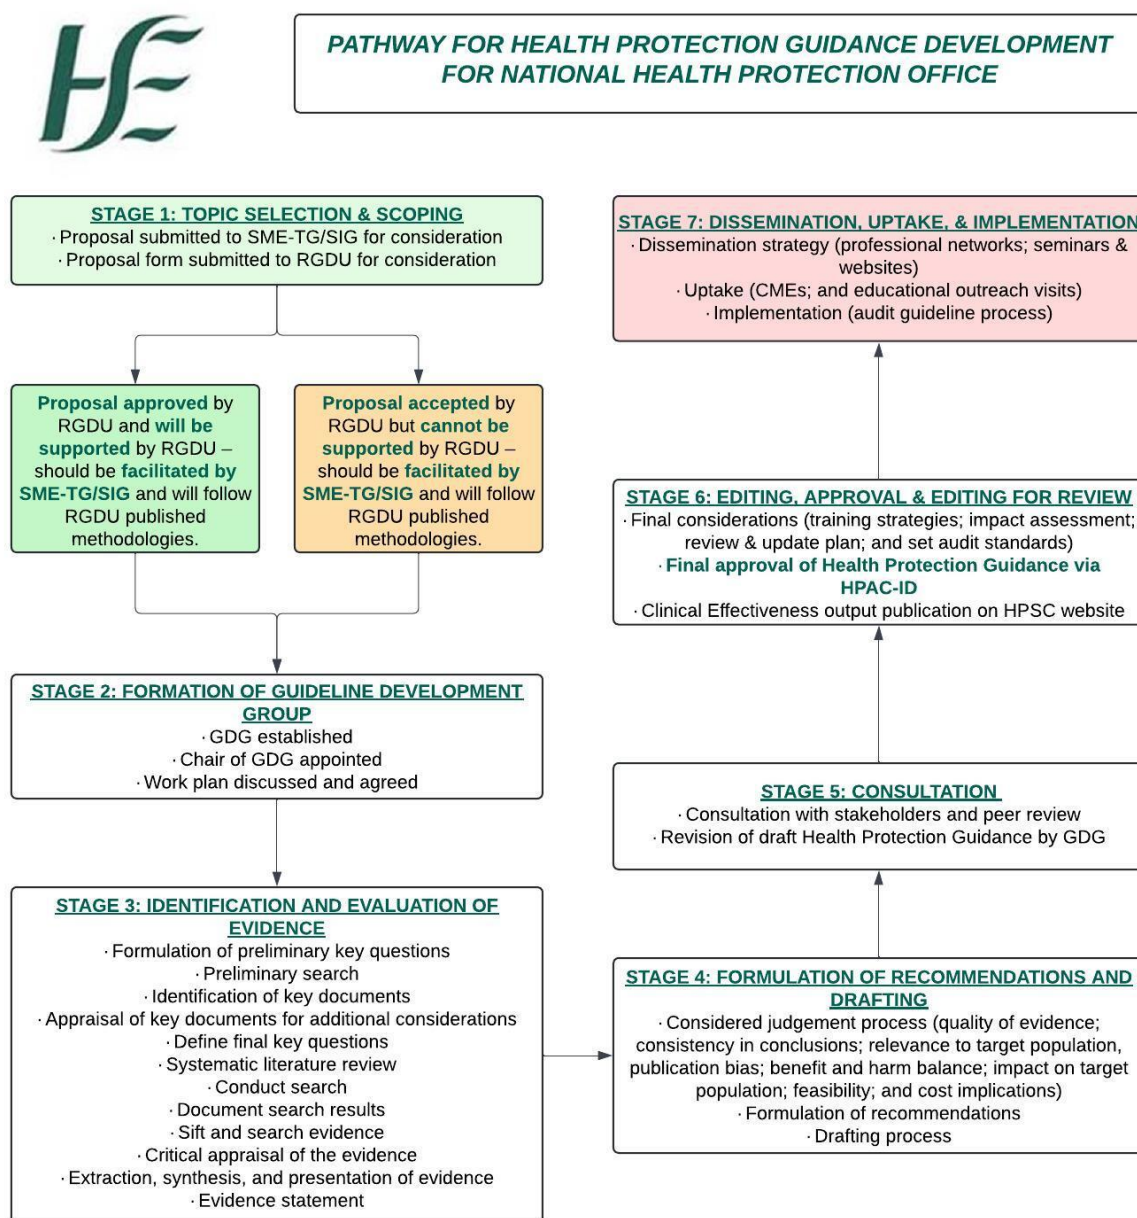 HSE
PATHWAY FOR HEALTH PROTECTION GUIDANCE DEVELOPMENT
FOR NATIONAL HEALTH PROTECTION OFFICE
STAGE 1: TOPIC SELECTION & SCOPING
· Proposal submitted to SME-TG/SIG for consideration
· Proposal form submitted to RGDU for consideration
Proposal approved by
RGDU and will be
supported by RGDU –
should be facilitated by
SME-TG/SIG and will follow
RGDU published
methodologies.
Proposal accepted by
RGDU but cannot be
supported by RGDU –
should be facilitated by
SME-TG/SIG and will follow
RGDU published
methodologies.
STAGE 2: FORMATION OF GUIDELINE DEVELOPMENT
GROUP
· GDG established
· Chair of GDG appointed
· Work plan discussed and agreed
STAGE 3: IDENTIFICATION AND EVALUATION OF
EVIDENCE
· Formulation of preliminary key questions
· Preliminary search
· Identification of key documents
· Appraisal of key documents for additional considerations
· Define final key questions
· Systematic literature review
· Conduct search
· Document search results
· Sift and search evidence
· Critical appraisal of the evidence
· Extraction, synthesis, and presentation of evidence
· Evidence statement
STAGE 4: FORMULATION OF RECOMMENDATIONS AND
DRAFTING
· Considered judgement process (quality of evidence;
consistency in conclusions; relevance to target population,
publication bias; benefit and harm balance; impact on target
population; feasibility; and cost implications)
· Formulation of recommendations
· Drafting process
STAGE 5: CONSULTATION
· Consultation with stakeholders and peer review
· Revision of draft Health Protection Guidance by GDG
STAGE 6: EDITING, APPROVAL & EDITING FOR REVIEW
· Final considerations (training strategies; impact assessment;
review & update plan; and set audit standards)
· Final approval of Health Protection Guidance via
HPAC-ID
· Clinical Effectiveness output publication on HPSC website
STAGE 7: DISSEMINATION, UPTAKE, & IMPLEMENTATION
· Dissemination strategy (professional networks; seminars &
websites)
· Uptake (CMEs; and educational outreach visits)
· Implementation (audit guideline process)